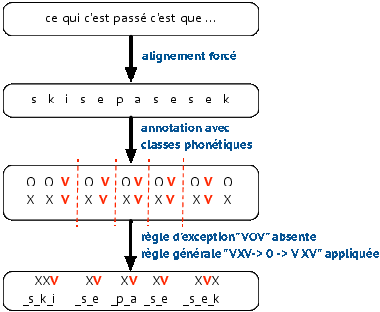 ce qui c'est passé c'est que ...
alignement forcé
s k i s e p a s e s e k
annotation avec
classes phonétiques
O O V O V O V O V O V O
X X V X V X V X V X V X
règle d'exception "VOV" absente
règle générale "VXV-> 0 -> V XV" appliquée
XXV XV XV XV XVX
_s_k_i _s_e _p_a _s_e _s_e_k